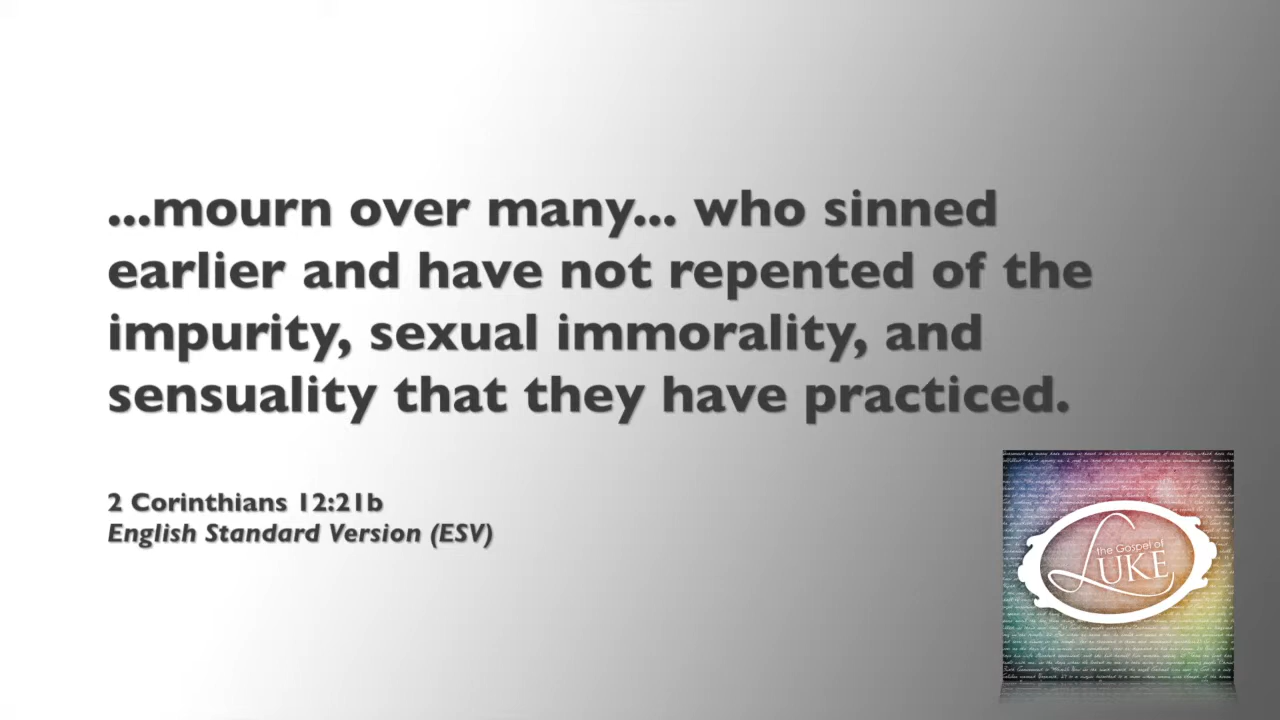 ...mourn over many... who sinned
earlier and have not repented of the
impurity, sexual immorality, and
sensuality that they have practiced.
2 Corinthians 12:21b
English Standard Version (ESV)
the Gospel of
LUKE